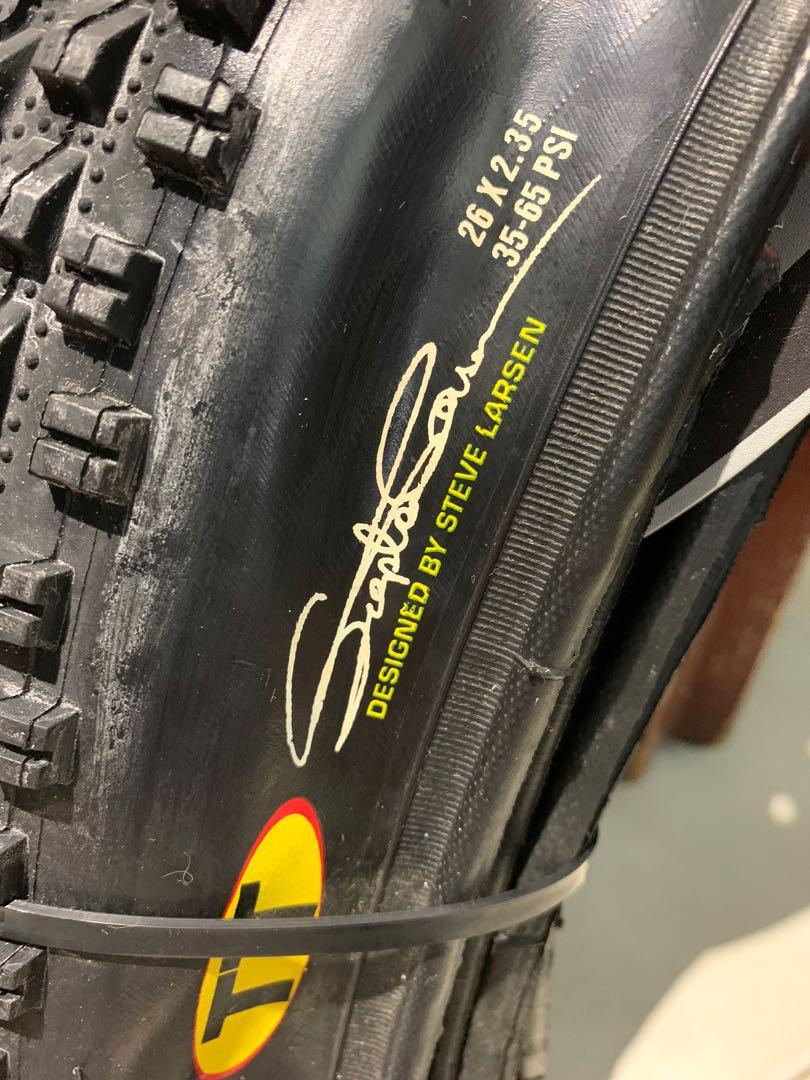 26 X 2.35
35-65 PSI
DESIGNED BY STEVE LARSEN